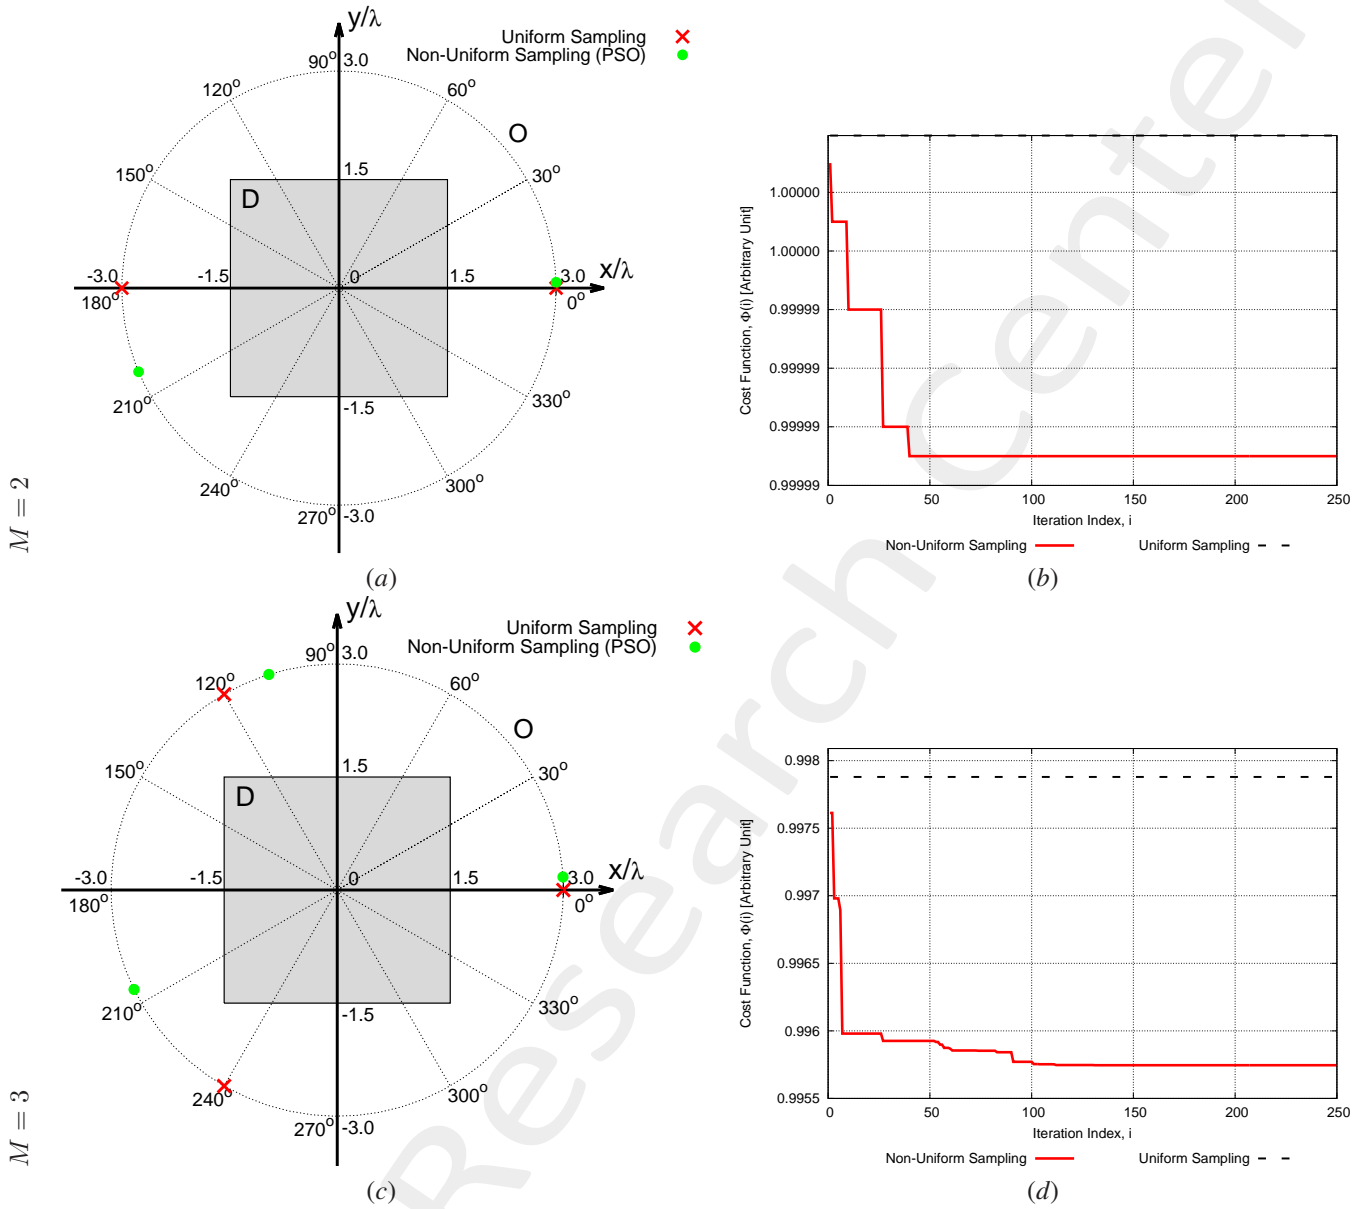 y/λ
Uniform Sampling
Non-Uniform Sampling (PSO)
90° 3.0
120°
60°
O
150°
1.5
30°
D
-3.0
-1.5
0
1.5
3.0
x/λ
180°
0°
210°
-1.5
330°
240°
300°
270° -3.0
M = 2
(a)
1.00000
1.00000
0.99999
0.99999
0.99999
0.99999
Cost Function, Φ(i) [Arbitrary Unit]
0 50 100 150 200 250
Iteration Index, i
Non-Uniform Sampling
Uniform Sampling
(b)
y/λ
Uniform Sampling
Non-Uniform Sampling (PSO)
90° 3.0
120°
60°
O
150°
1.5
30°
D
-3.0
-1.5
0
1.5
3.0
x/λ
180°
0°
210°
-1.5
330°
240°
300°
270° -3.0
M = 3
(c)
0.998
0.9975
0.997
0.9965
0.996
0.9955
Cost Function, Φ(i) [Arbitrary Unit]
0 50 100 150 200 250
Iteration Index, i
Non-Uniform Sampling
Uniform Sampling
(d)
Research Center